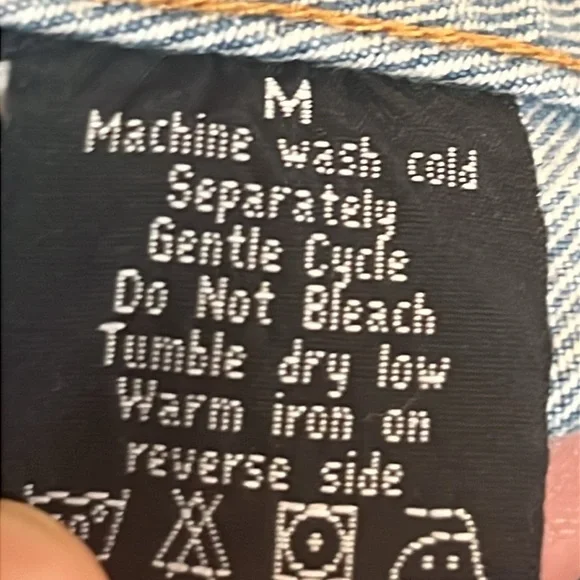 M
Machine wash cold
Separately
Gentle Cycle
Do Not Bleach
Tumble dry low
Warm iron on
reverse side